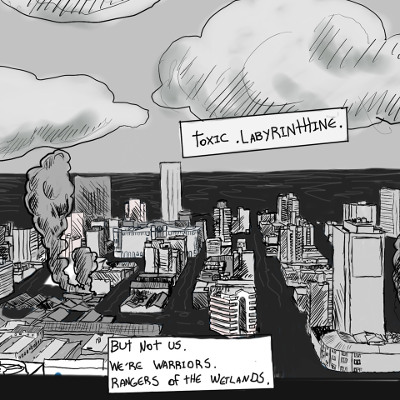 TOXIC .LABYRINTHINE.
BUT NOT US.
WE'RE WARRIORS.
RANGERS OF THE WETLANDS.